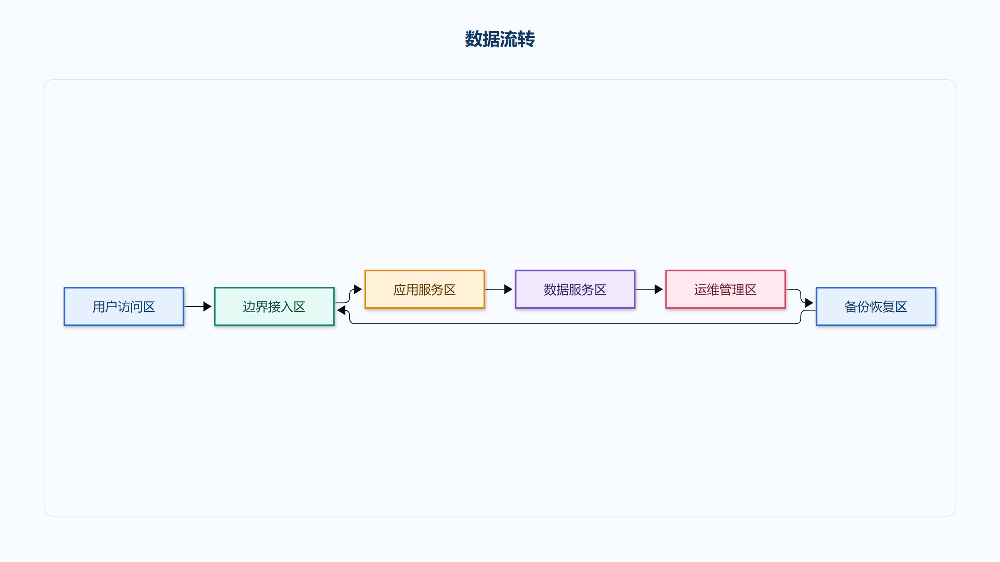 数据流转
用户访问区
边界接入区
应用服务区
数据服务区
运维管理区
备份恢复区